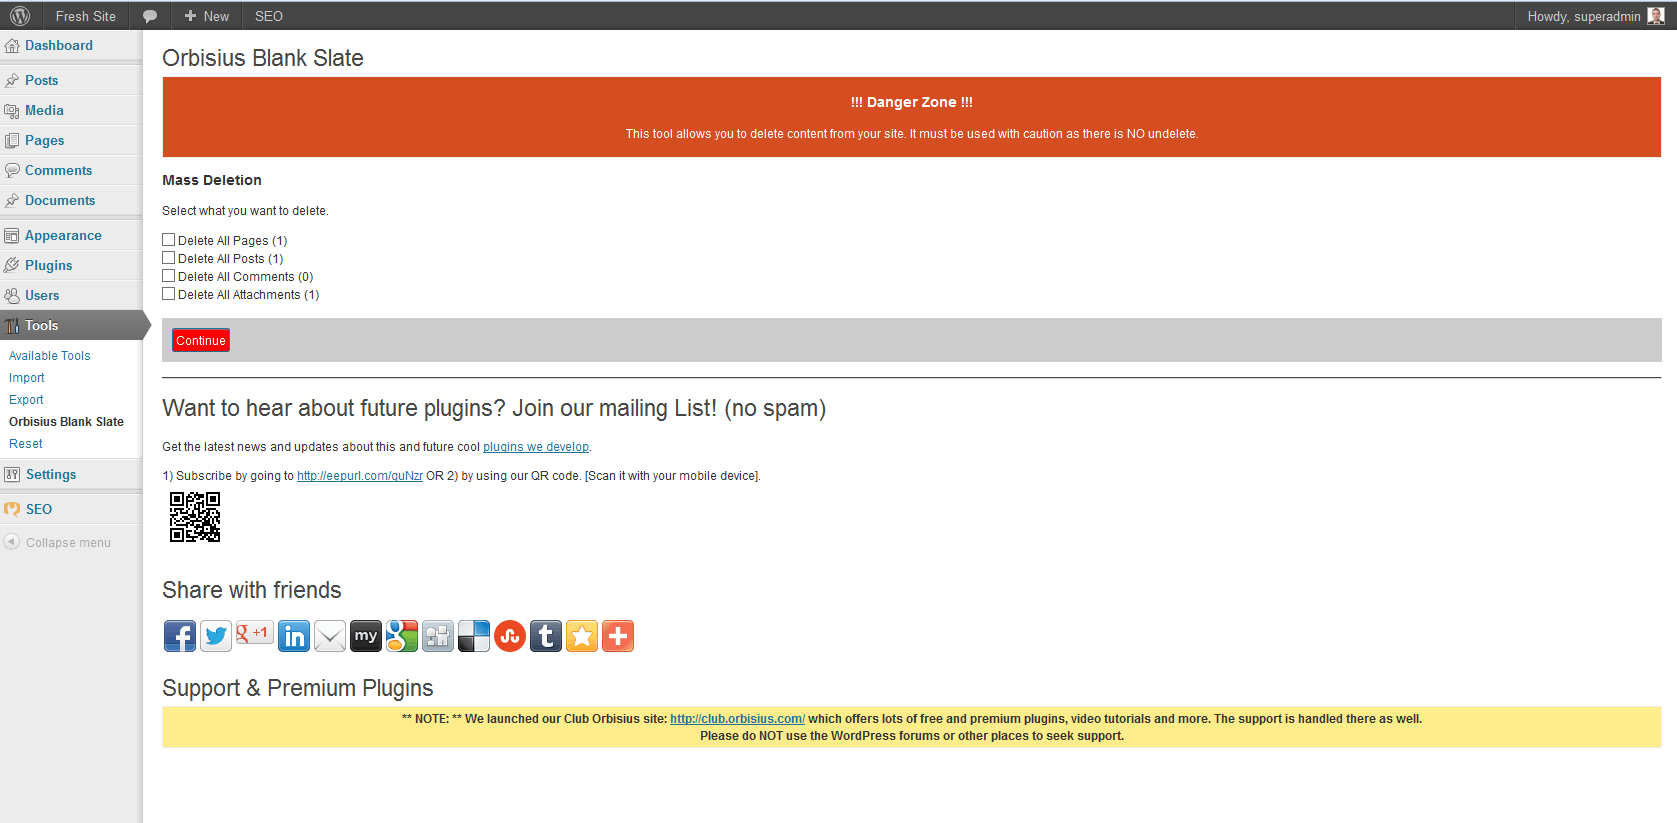 Fresh Site
New
SEO
Howdy, superadmin
Dashboard
Posts
Media
Pages
Comments
Documents
Appearance
Plugins
Users
Tools
Available Tools
Import
Export
Orbisius Blank Slate
Reset
Settings
SEO
Collapse menu
Orbisius Blank Slate
!!! Danger Zone !!!
This tool allows you to delete content from your site. It must be used with caution as there is NO undelete.
Mass Deletion
Select what you want to delete.
Delete All Pages (1)
Delete All Posts (1)
Delete All Comments (0)
Delete All Attachments (1)
Continue
Want to hear about future plugins? Join our mailing List! (no spam)
Get the latest news and updates about this and future cool plugins we develop.
1) Subscribe by going to http://eepurl.com/guNzr OR 2) by using our QR code. [Scan it with your mobile device].
Share with friends
g +1
in
my
t
Support & Premium Plugins
** NOTE: ** We launched our Club Orbisius site: http://club.orbisius.com/ which offers lots of free and premium plugins, video tutorials and more. The support is handled there as well.
Please do NOT use the WordPress forums or other places to seek support.